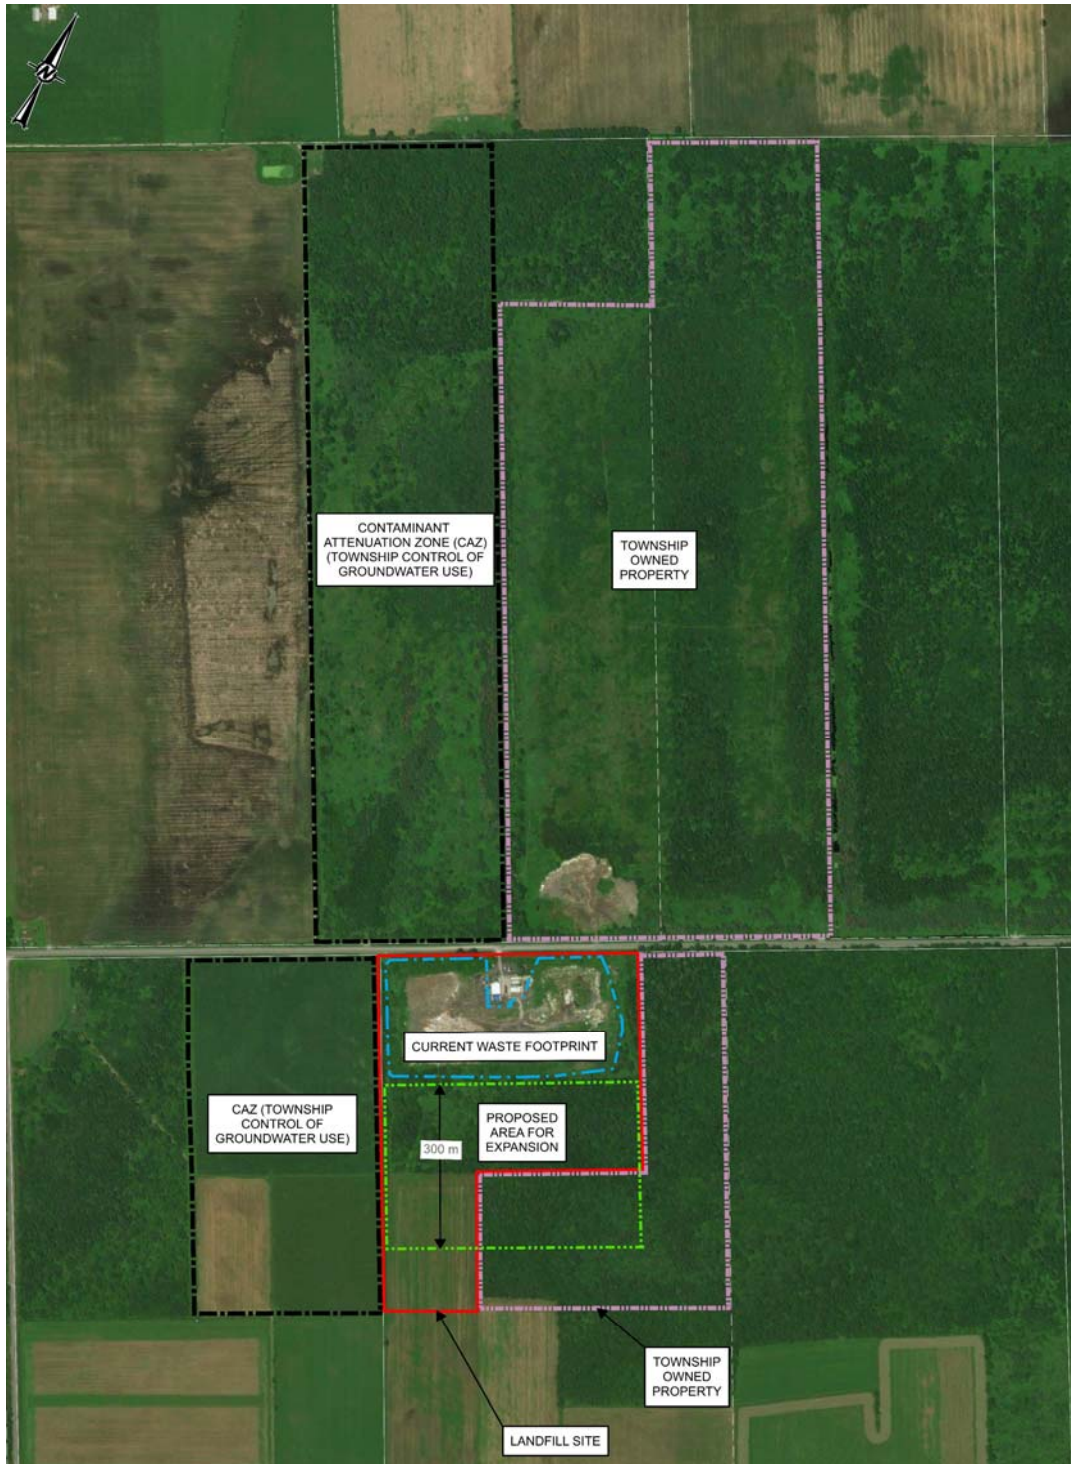 N
CONTAMINANT
ATTENUATION ZONE (CAZ)
(TOWNSHIP CONTROL OF
GROUNDWATER USE)
TOWNSHIP
OWNED
PROPERTY
CURRENT WASTE FOOTPRINT
CAZ (TOWNSHIP
CONTROL OF
GROUNDWATER USE)
PROPOSED
AREA FOR
EXPANSION
300 m
TOWNSHIP
OWNED
PROPERTY
LANDFILL SITE